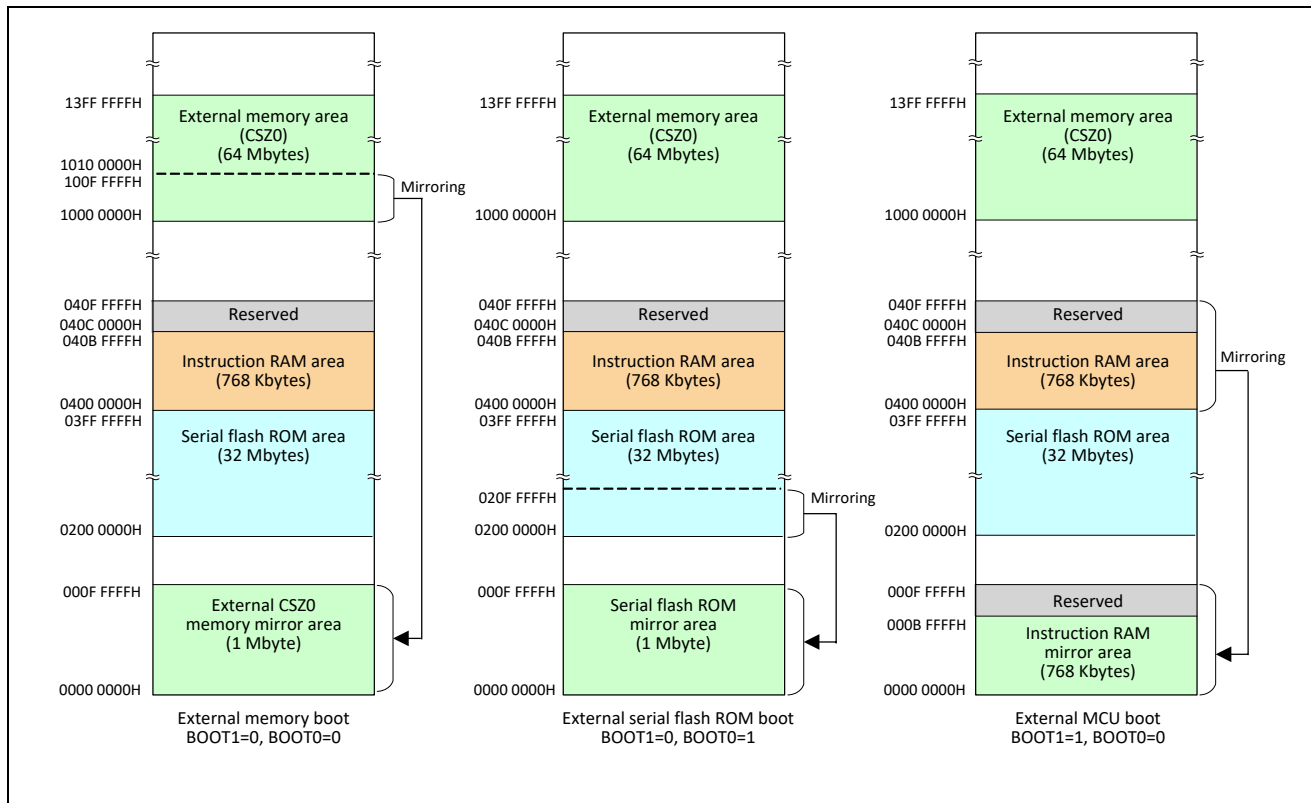 13FF FFFFH
External memory area
(CSZ0)
(64 Mbytes)
1010 0000H
100F FFFFH
Mirroring
1000 0000H
040F FFFFH
Reserved
040C 0000H
040B FFFFH
Instruction RAM area
(768 Kbytes)
0400 0000H
03FF FFFFH
Serial flash ROM area
(32 Mbytes)
0200 0000H
000F FFFFH
External CSZ0
memory mirror area
(1 Mbyte)
0000 0000H
External memory boot
BOOT1=0, BOOT0=0
13FF FFFFH
External memory area
(CSZ0)
(64 Mbytes)
1000 0000H
040F FFFFH
Reserved
040C 0000H
040B FFFFH
Instruction RAM area
(768 Kbytes)
0400 0000H
03FF FFFFH
Serial flash ROM area
(32 Mbytes)
020F FFFFH
Mirroring
0200 0000H
000F FFFFH
Serial flash ROM
mirror area
(1 Mbyte)
0000 0000H
External serial flash ROM boot
BOOT1=0, BOOT0=1
13FF FFFFH
External memory area
(CSZ0)
(64 Mbytes)
1000 0000H
040F FFFFH
Reserved
040C 0000H
040B FFFFH
Mirroring
Instruction RAM area
(768 Kbytes)
0400 0000H
03FF FFFFH
Serial flash ROM area
(32 Mbytes)
0200 0000H
000F FFFFH
Reserved
000B FFFFH
Instruction RAM
mirror area
(768 Kbytes)
0000 0000H
External MCU boot
BOOT1=1, BOOT0=0